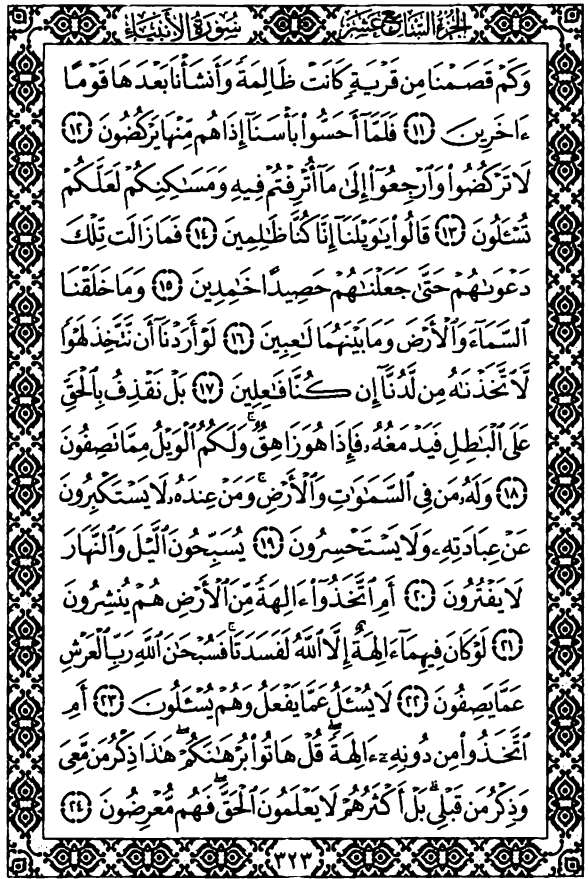 الجزء السابع عشر سورة الأنبياء
وَكَمْ قَصَمْنَا مِن قَرْيَةٍ كَانَتْ ظَالِمَةً وَأَنشَأْنَا بَعْدَهَا قَوْمًا
ءَاخَرِينَ ١١ فَلَمَّآ أَحَسُّوا۟ بَأْسَنَآ إِذَا هُم مِّنْهَا يَرْكُضُونَ ١٢
لَا تَرْكُضُوا۟ وَٱرْجِعُوٓا۟ إِلَىٰ مَآ أُتْرِفْتُمْ فِيهِ وَمَسَٰكِنِكُمْ لَعَلَّكُمْ
تُسْـَٔلُونَ ١٣ قَالُوا۟ يَٰوَيْلَنَآ إِنَّا كُنَّا ظَٰلِمِينَ ١٤ فَمَا زَالَت تِّلْكَ
دَعْوَىٰهُمْ حَتَّىٰ جَعَلْنَٰهُمْ حَصِيدًا خَٰمِدِينَ ١٥ وَمَا خَلَقْنَا
ٱلسَّمَآءَ وَٱلْأَرْضَ وَمَا بَيْنَهُمَا لَٰعِبِينَ ١٦ لَوْ أَرَدْنَآ أَن نَّتَّخِذَ لَهْوًا
لَّٱتَّخَذْنَٰهُ مِن لَّدُنَّآ إِن كُنَّا فَٰعِلِينَ ١٧ بَلْ نَقْذِفُ بِٱلْحَقِّ
عَلَى ٱلْبَٰطِلِ فَيَدْمَغُهُۥ فَإِذَا هُوَ زَاهِقٌ ۚ وَلَكُمُ ٱلْوَيْلُ مِمَّا تَصِفُونَ
١٨ وَلَهُۥ مَن فِى ٱلسَّمَٰوَٰتِ وَٱلْأَرْضِ ۚ وَمَنْ عِندَهُۥ لَا يَسْتَكْبِرُونَ
عَنْ عِبَادَتِهِۦ وَلَا يَسْتَحْسِرُونَ ١٩ يُسَبِّحُونَ ٱلَّيْلَ وَٱلنَّهَارَ
لَا يَفْتُرُونَ ٢٠ أَمِ ٱتَّخَذُوٓا۟ ءَالِهَةً مِّنَ ٱلْأَرْضِ هُمْ يُنشِرُونَ
٢١ لَوْ كَانَ فِيهِمَآ ءَالِهَةٌ إِلَّا ٱللَّهُ لَفَسَدَتَا ۚ فَسُبْحَٰنَ ٱللَّهِ رَبِّ ٱلْعَرْشِ
عَمَّا يَصِفُونَ ٢٢ لَا يُسْـَٔلُ عَمَّا يَفْعَلُ وَهُمْ يُسْـَٔلُونَ ٢٣ أَمِ
ٱتَّخَذُوا۟ مِن دُونِهِۦٓ ءَالِهَةً ۖ قُلْ هَاتُوا۟ بُرْهَٰنَكُمْ ۖ هَٰذَا ذِكْرُ مَن مَّعِىَ
وَذِكْرُ مَن قَبْلِى ۗ بَلْ أَكْثَرُهُمْ لَا يَعْلَمُونَ ٱلْحَقَّ ۖ فَهُم مُّعْرِضُونَ ٢٤
٣٢٣